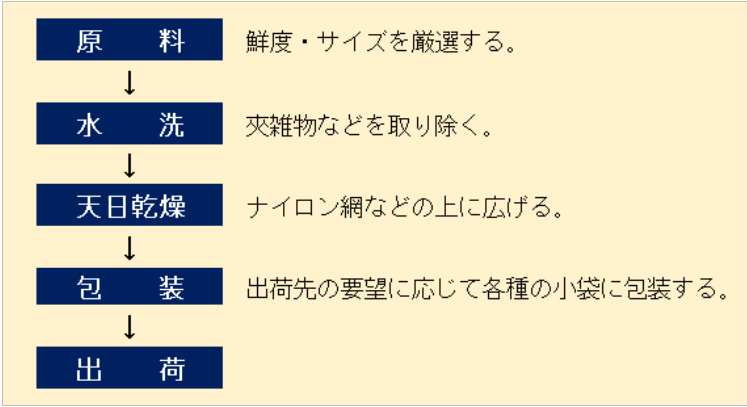 原　料 鮮度・サイズを厳選する。
↓
水　洗 夾雑物などを取り除く。
↓
天日乾燥 ナイロン網などの上に広げる。
↓
包　装 出荷先の要望に応じて各種の小袋に包装する。
↓
出　荷